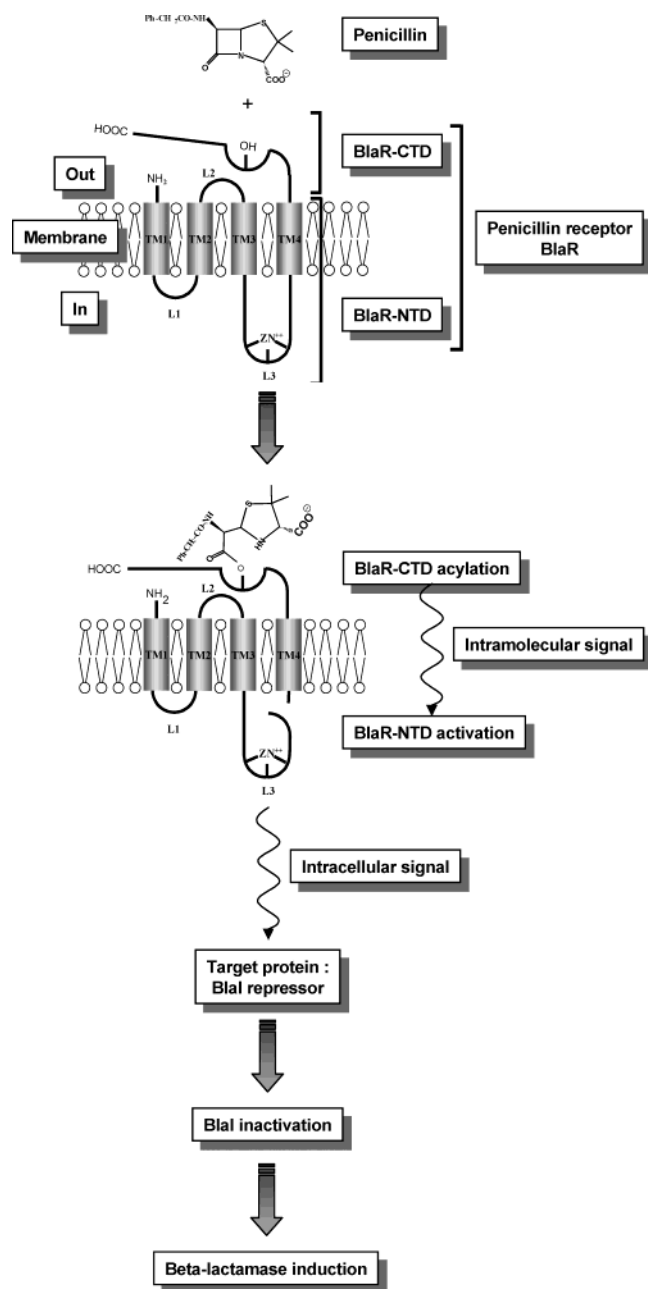 Ph-CH2CO-NH
S
O
N
COO⊖
Penicillin
+
HOOC
OH
BlaR-CTD
Out
NH2
L2
Membrane
TM1
TM2
TM3
TM4
Penicillin receptor
BlaR
In
L1
ZN++
BlaR-NTD
L3
Ph-CH-CO-NH
S
HN
COO⊖
O
O
HOOC
L2
NH2
BlaR-CTD acylation
TM1
TM2
TM3
TM4
Intramolecular signal
L1
BlaR-NTD activation
ZN++
L3
Intracellular signal
Target protein :
BlaI repressor
BlaI inactivation
Beta-lactamase induction